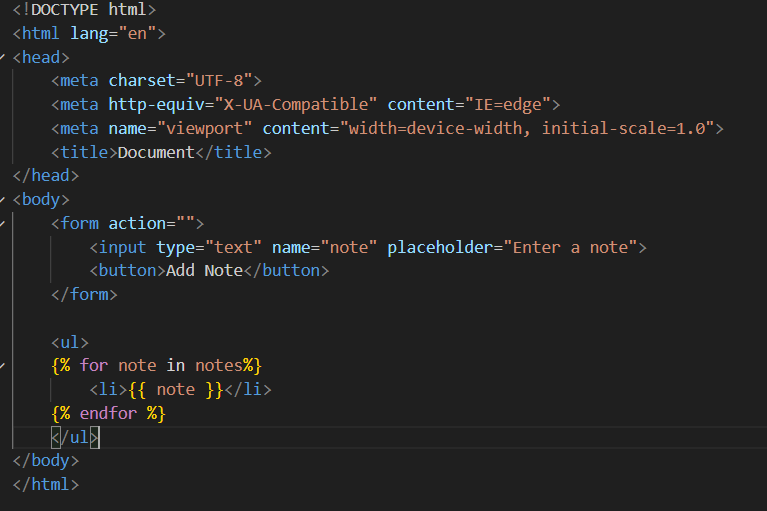 <!DOCTYPE html>
<html lang="en">
<head>
    <meta charset="UTF-8">
    <meta http-equiv="X-UA-Compatible" content="IE=edge">
    <meta name="viewport" content="width=device-width, initial-scale=1.0">
    <title>Document</title>
</head>
<body>
    <form action="">
        <input type="text" name="note" placeholder="Enter a note">
        <button>Add Note</button>
    </form>

    <ul>
    {% for note in notes%}
        <li>{{ note }}</li>
    {% endfor %}
    </ul>
</body>
</html>